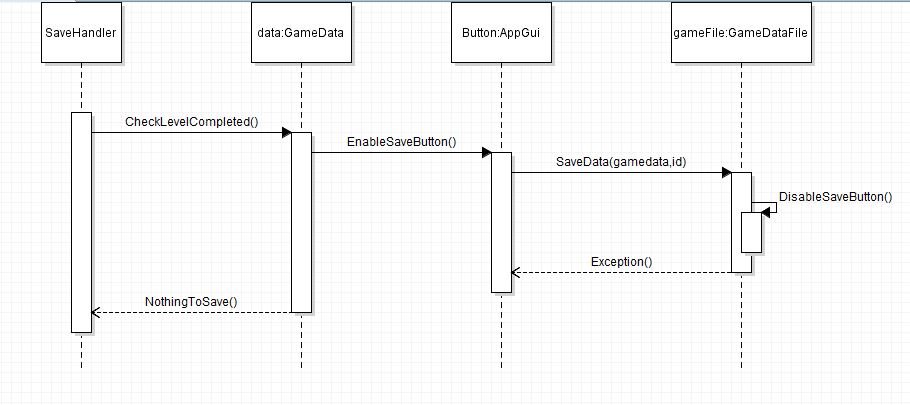 SaveHandler
data:GameData
Button:AppGui
gameFile:GameDataFile
CheckLevelCompleted()
EnableSaveButton()
SaveData(gamedata,id)
DisableSaveButton()
Exception()
NothingToSave()